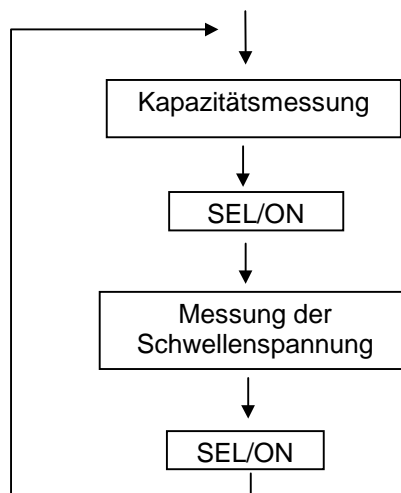 Kapazitätsmessung
SEL/ON
Messung der
Schwellenspannung
SEL/ON